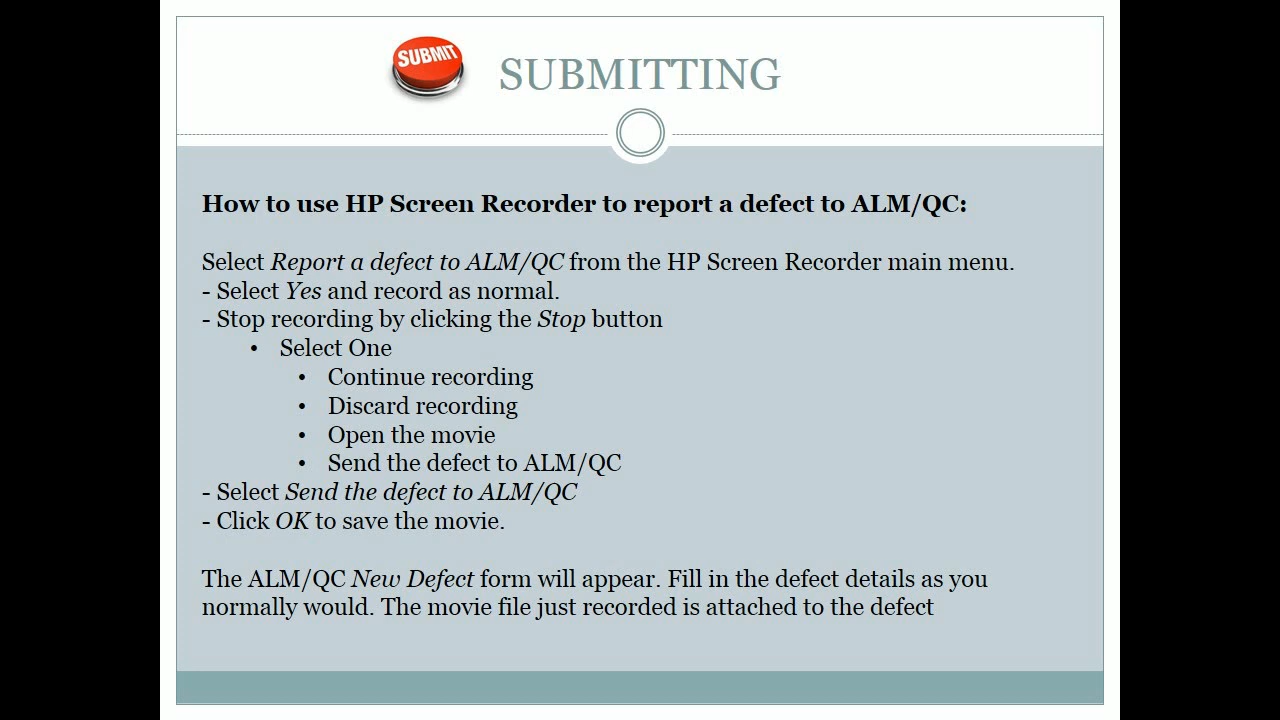 SUBMIT
SUBMITTING
How to use HP Screen Recorder to report a defect to ALM/QC:
Select Report a defect to ALM/QC from the HP Screen Recorder main menu.
- Select Yes and record as normal.
- Stop recording by clicking the Stop button
• Select One
• Continue recording
• Discard recording
• Open the movie
• Send the defect to ALM/QC
- Select Send the defect to ALM/QC
- Click OK to save the movie.
The ALM/QC New Defect form will appear. Fill in the defect details as you
normally would. The movie file just recorded is attached to the defect